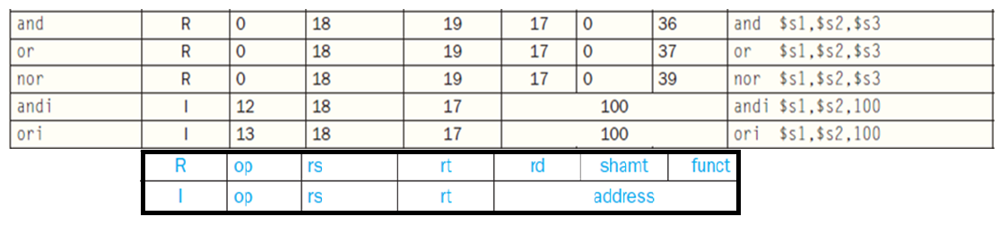 and R 0 18 19 17 0 36 and $s1,$s2,$s3
or R 0 18 19 17 0 37 or $s1,$s2,$s3
nor R 0 18 19 17 0 39 nor $s1,$s2,$s3
andi I 12 18 17 100 andi $s1,$s2,100
ori I 13 18 17 100 ori $s1,$s2,100
R op rs rt rd shamt funct
I op rs rt address